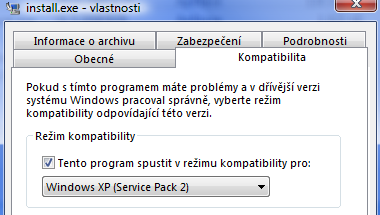 install.exe - vlastnosti
Informace o archivu Zabezpečení Podrobnosti
Obecné Kompatibilita
Pokud s tímto programem máte problémy a v dřívější verzi
systému Windows pracoval správně, vyberte režim
kompatibility odpovídající této verzi.
Režim kompatibility
Tento program spustit v režimu kompatibility pro:
Windows XP (Service Pack 2)